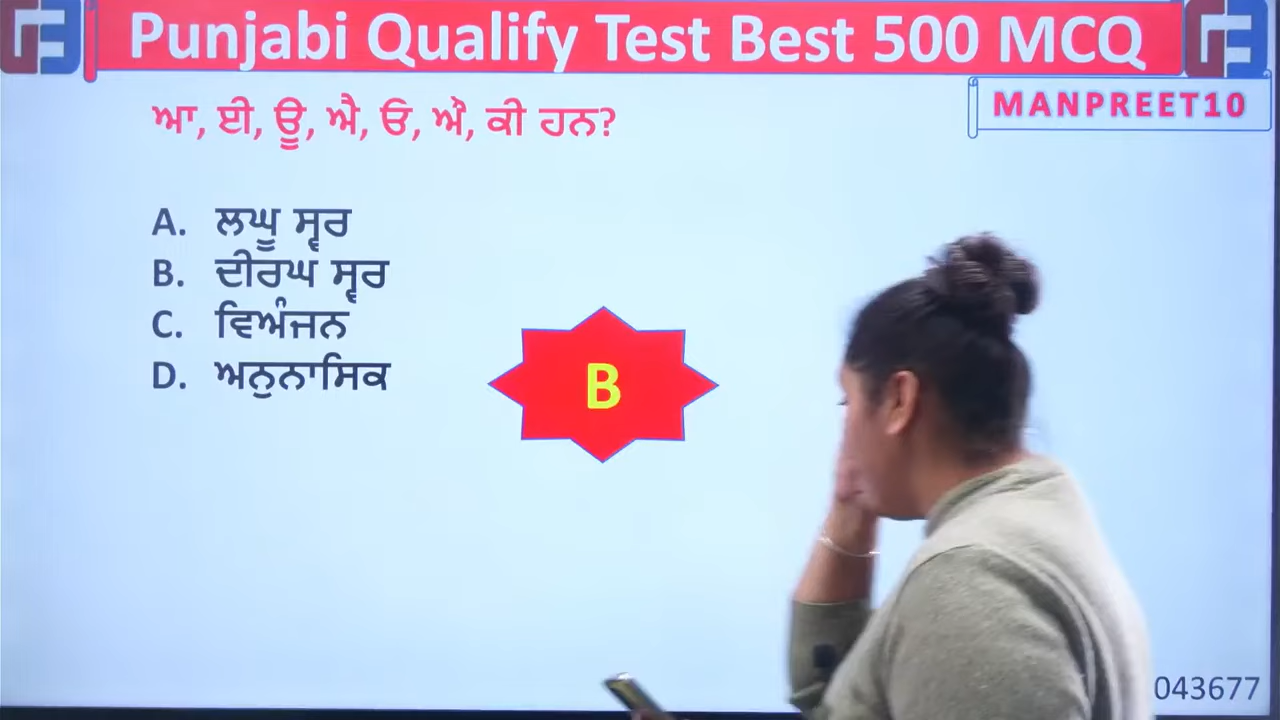 Punjabi Qualify Test Best 500 MCQ
MANPREET10
ਆ, ਈ, ਊ, ਐ, ਓ, ਔ, ਕੀ ਹਨ?
A. ਲਘੂ ਸ੍ਵਰ
B. ਦੀਰਘ ਸ੍ਵਰ
C. ਵਿਅੰਜਨ
D. ਅਨੁਨਾਸਿਕ
B
043677